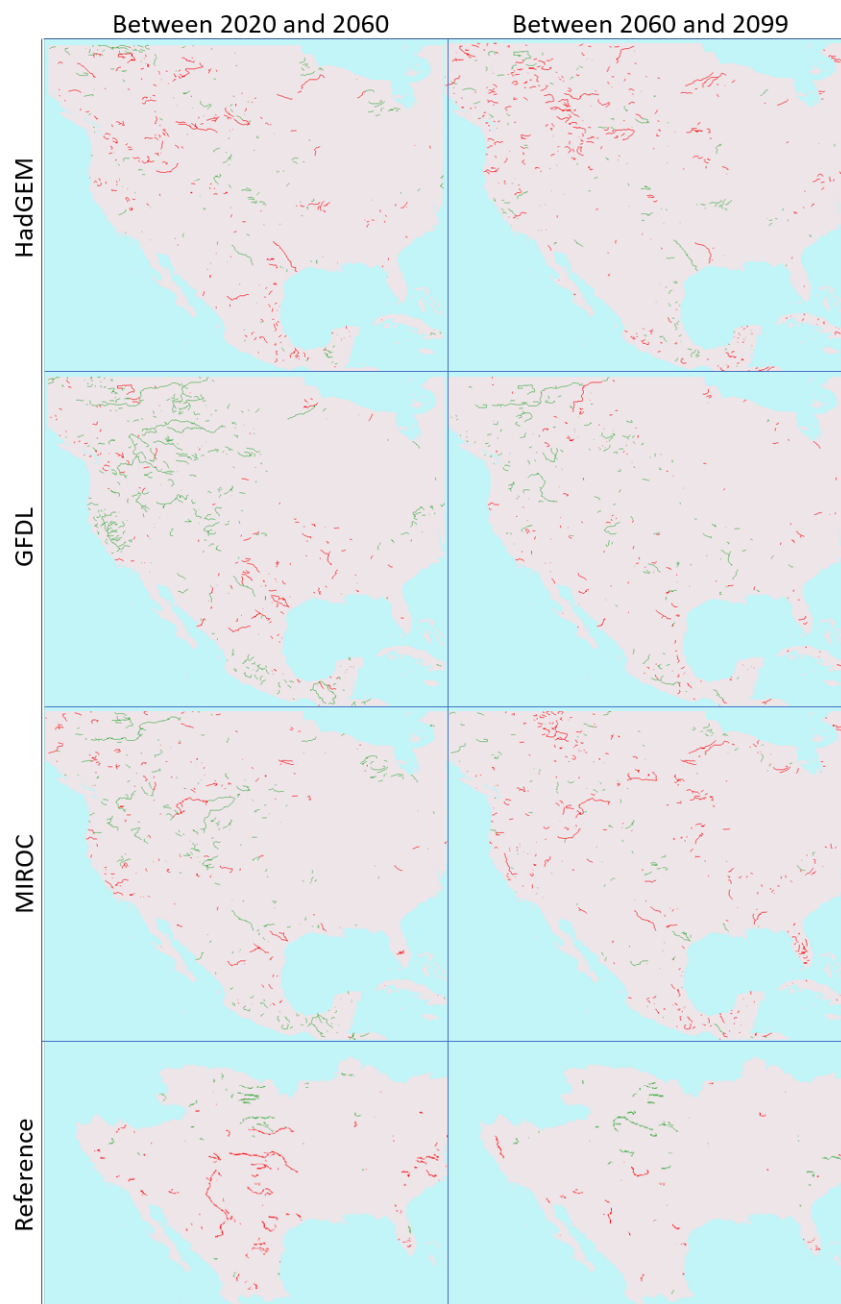 Between 2020 and 2060
Between 2060 and 2099
HadGEM
GFDL
MIROC
Reference